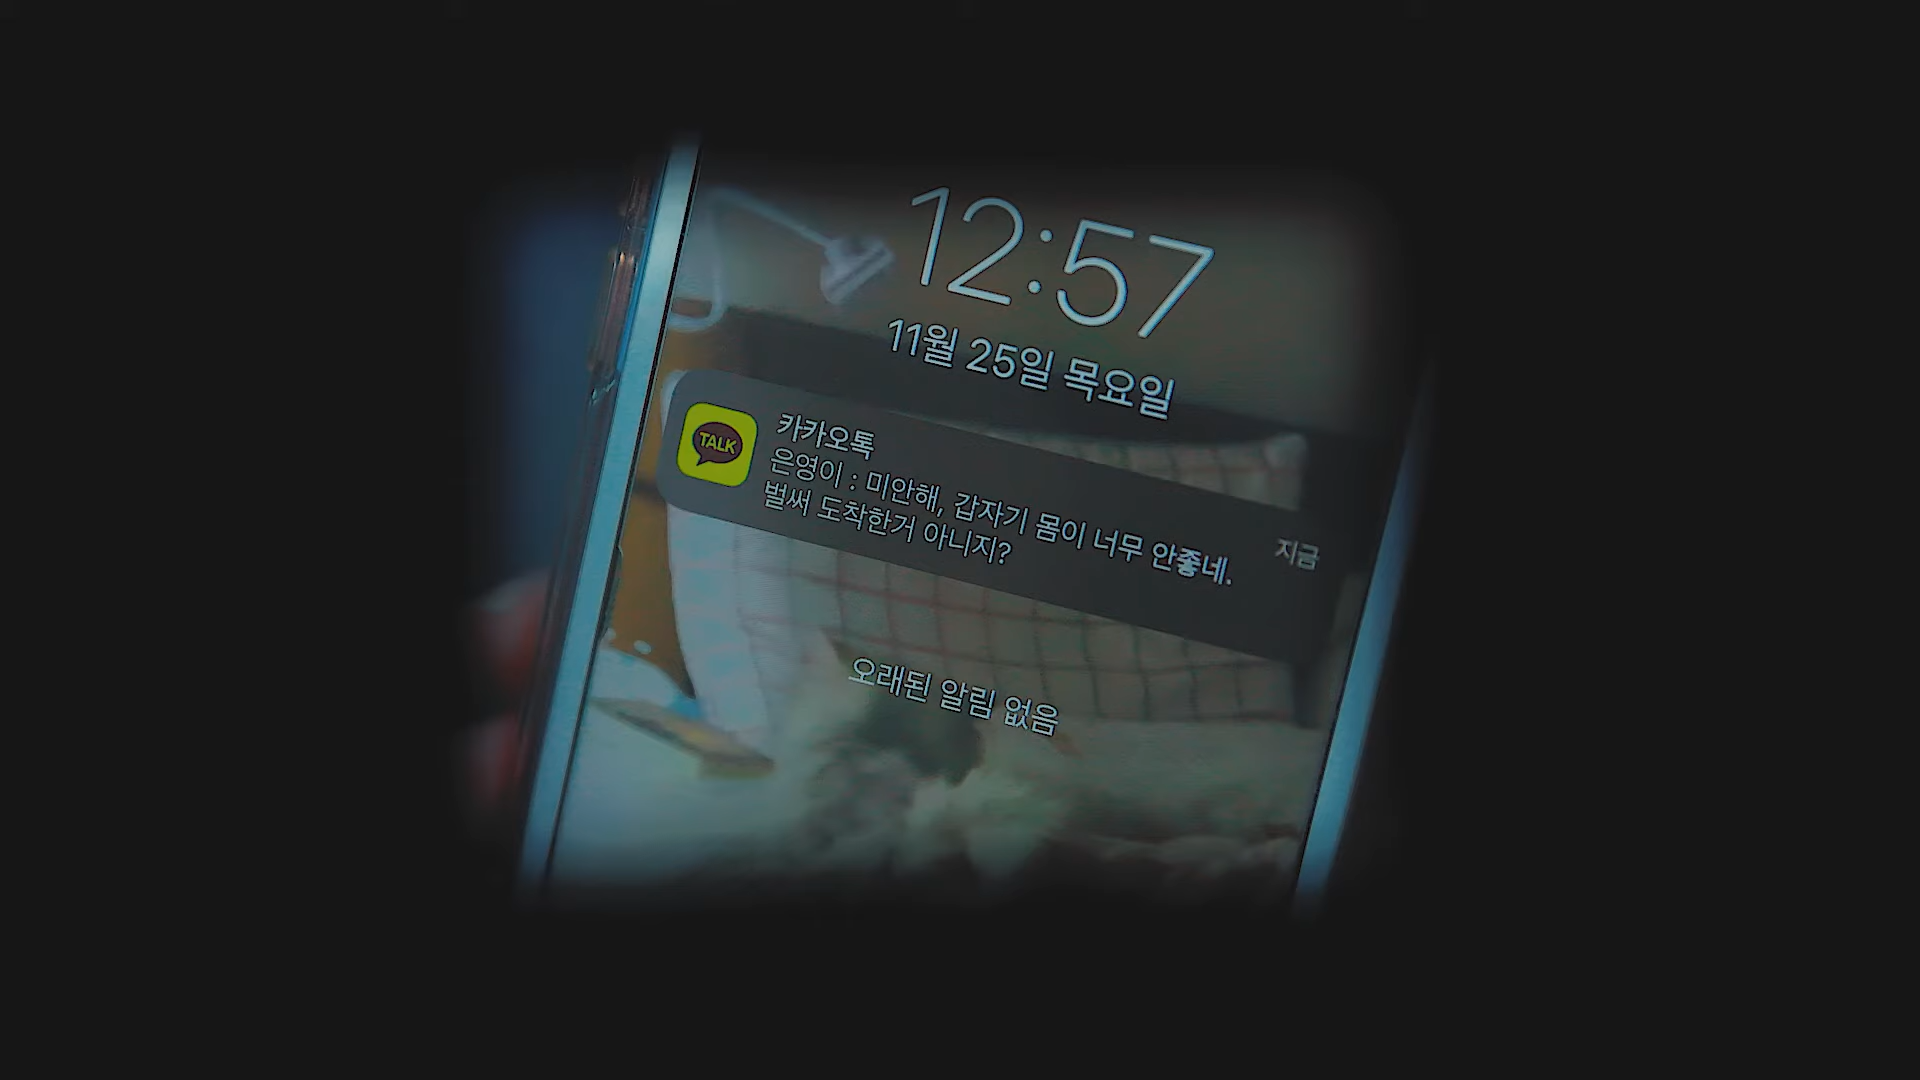 12:57
11월 25일 목요일
TALK
카카오톡
지금
은영이 : 미안해, 갑자기 몸이 너무 안좋네.
벌써 도착한거 아니지?
오래된 알림 없음